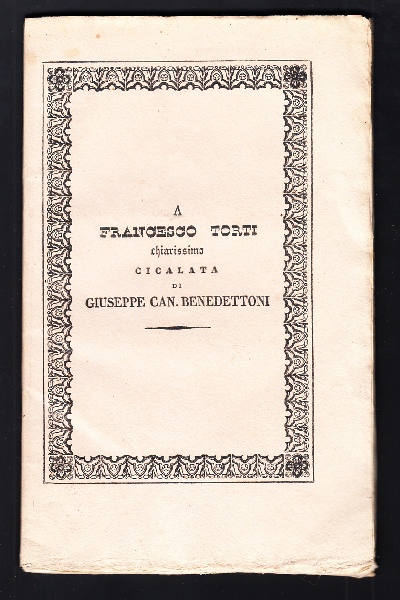 A
FRANCESCO TORTI
chiarissimo
CICALATA
DI
GIUSEPPE CAN. BENEDETTONI